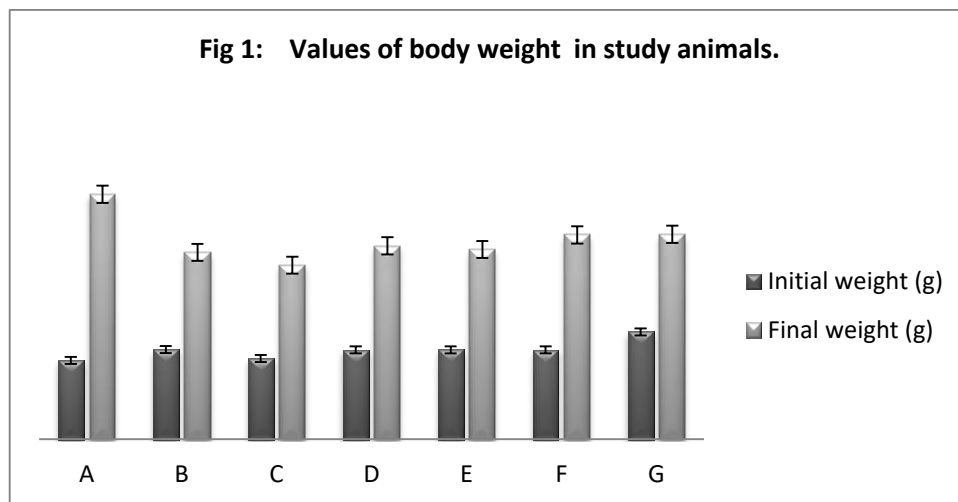 Fig 1: Values of body weight in study animals.
Initial weight (g)
Final weight (g)
A B C D E F G